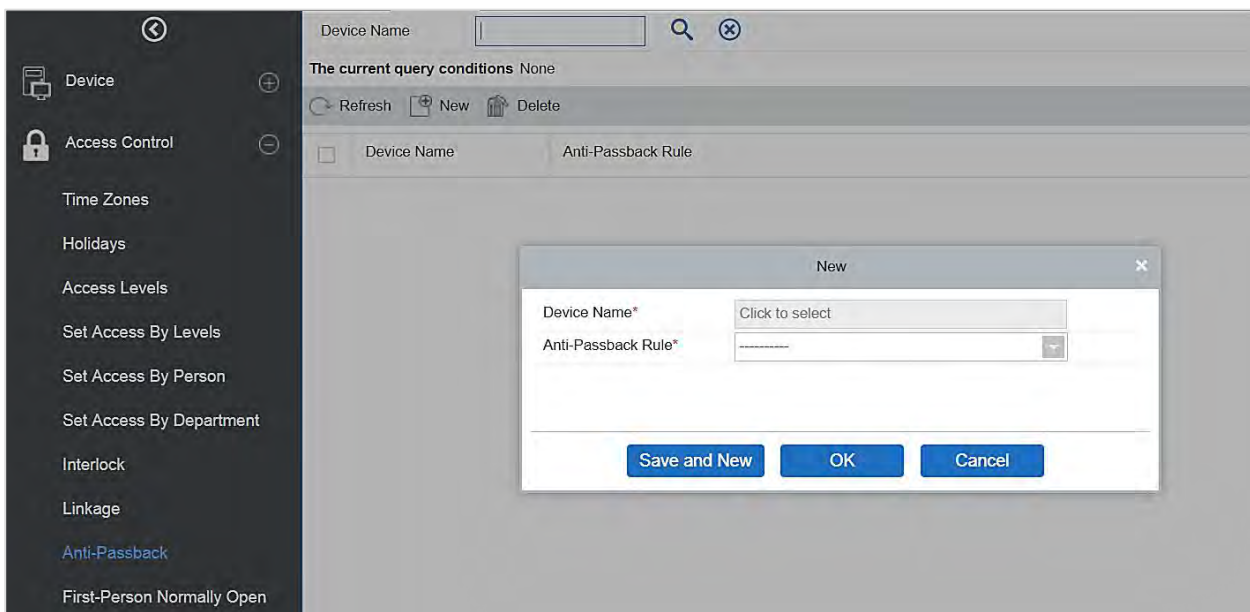 Device Name
The current query conditions None
Refresh New Delete
Device Name Anti-Passback Rule
Device
Access Control
Time Zones
Holidays
Access Levels
Set Access By Levels
Set Access By Person
Set Access By Department
Interlock
Linkage
Anti-Passback
First-Person Normally Open
New
Device Name* Click to select
Anti-Passback Rule* ----------
Save and New OK Cancel